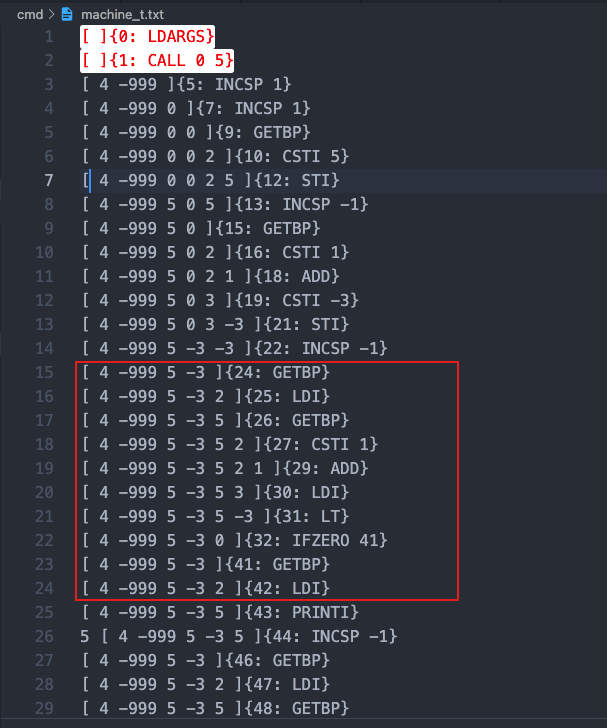 cmd > machine_t.txt
1 [ ]{0: LDARGS}
2 [ ]{1: CALL 0 5}
3 [ 4 -999 ]{5: INCSP 1}
4 [ 4 -999 0 ]{7: INCSP 1}
5 [ 4 -999 0 0 ]{9: GETBP}
6 [ 4 -999 0 0 2 ]{10: CSTI 5}
7 [ 4 -999 0 0 2 5 ]{12: STI}
8 [ 4 -999 5 0 5 ]{13: INCSP -1}
9 [ 4 -999 5 0 ]{15: GETBP}
10 [ 4 -999 5 0 2 ]{16: CSTI 1}
11 [ 4 -999 5 0 2 1 ]{18: ADD}
12 [ 4 -999 5 0 3 ]{19: CSTI -3}
13 [ 4 -999 5 0 3 -3 ]{21: STI}
14 [ 4 -999 5 -3 -3 ]{22: INCSP -1}
15 [ 4 -999 5 -3 ]{24: GETBP}
16 [ 4 -999 5 -3 2 ]{25: LDI}
17 [ 4 -999 5 -3 5 ]{26: GETBP}
18 [ 4 -999 5 -3 5 2 ]{27: CSTI 1}
19 [ 4 -999 5 -3 5 2 1 ]{29: ADD}
20 [ 4 -999 5 -3 5 3 ]{30: LDI}
21 [ 4 -999 5 -3 5 -3 ]{31: LT}
22 [ 4 -999 5 -3 0 ]{32: IFZERO 41}
23 [ 4 -999 5 -3 ]{41: GETBP}
24 [ 4 -999 5 -3 2 ]{42: LDI}
25 [ 4 -999 5 -3 5 ]{43: PRINTI}
26 5 [ 4 -999 5 -3 5 ]{44: INCSP -1}
27 [ 4 -999 5 -3 ]{46: GETBP}
28 [ 4 -999 5 -3 2 ]{47: LDI}
29 [ 4 -999 5 -3 5 ]{48: GETBP}